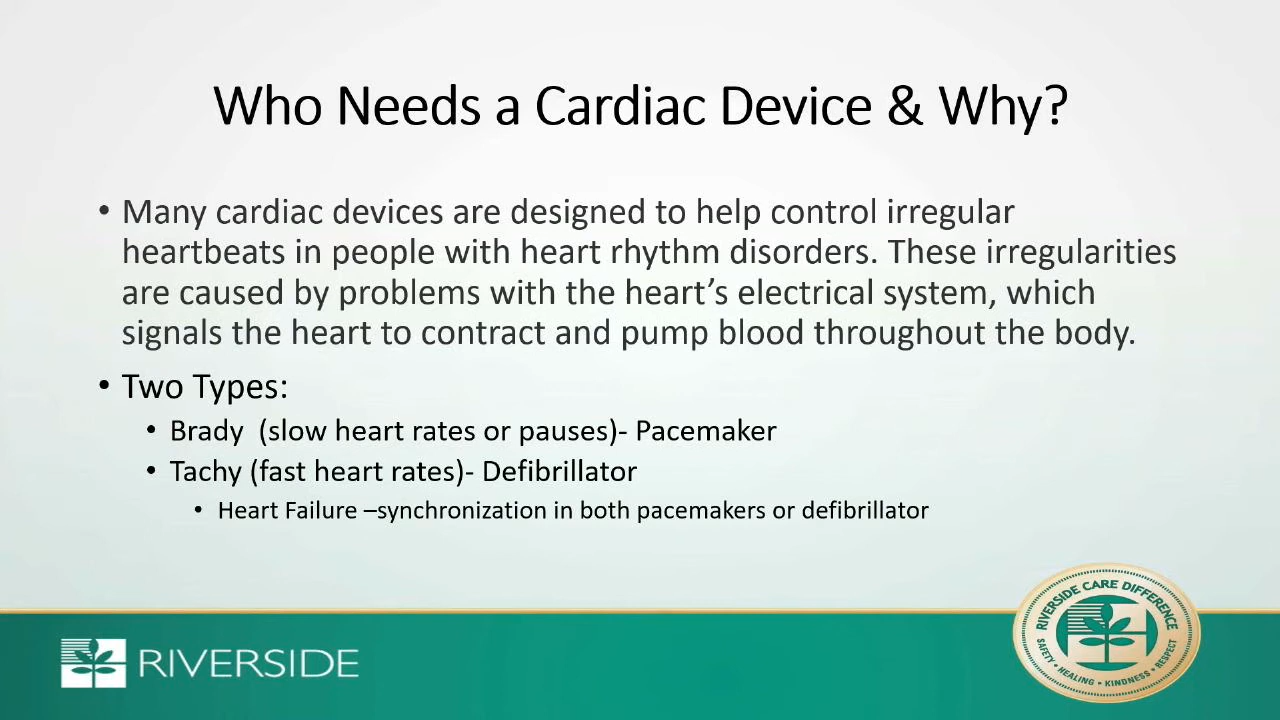 Who Needs a Cardiac Device & Why?
• Many cardiac devices are designed to help control irregular
heartbeats in people with heart rhythm disorders. These irregularities
are caused by problems with the heart’s electrical system, which
signals the heart to contract and pump blood throughout the body.
• Two Types:
• Brady  (slow heart rates or pauses)- Pacemaker
• Tachy (fast heart rates)- Defibrillator
• Heart Failure –synchronization in both pacemakers or defibrillator
RIVERSIDE
RIVERSIDE CARE DIFFERENCE
SAFETY • HEALING • KINDNESS • RESPECT